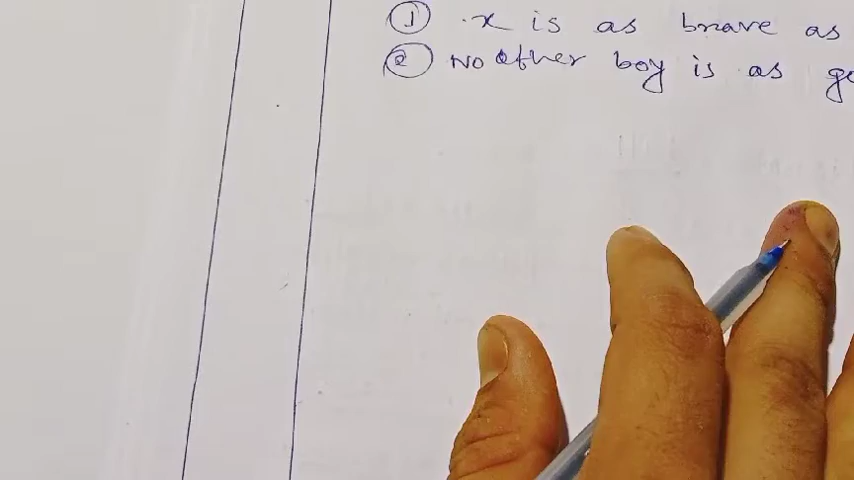 ① x is as brave as
② No other boy is as